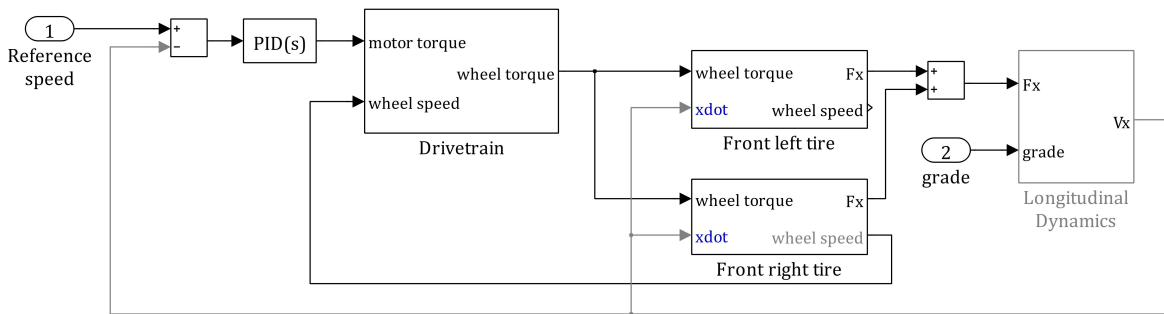 1
Reference
speed
+
−
PID(s)
motor torque
wheel torque
wheel speed
Drivetrain
wheel torque
Fx
xdot
wheel speed
Front left tire
wheel torque
Fx
xdot
wheel speed
Front right tire
+
+
2
grade
Fx
Vx
grade
Longitudinal
Dynamics